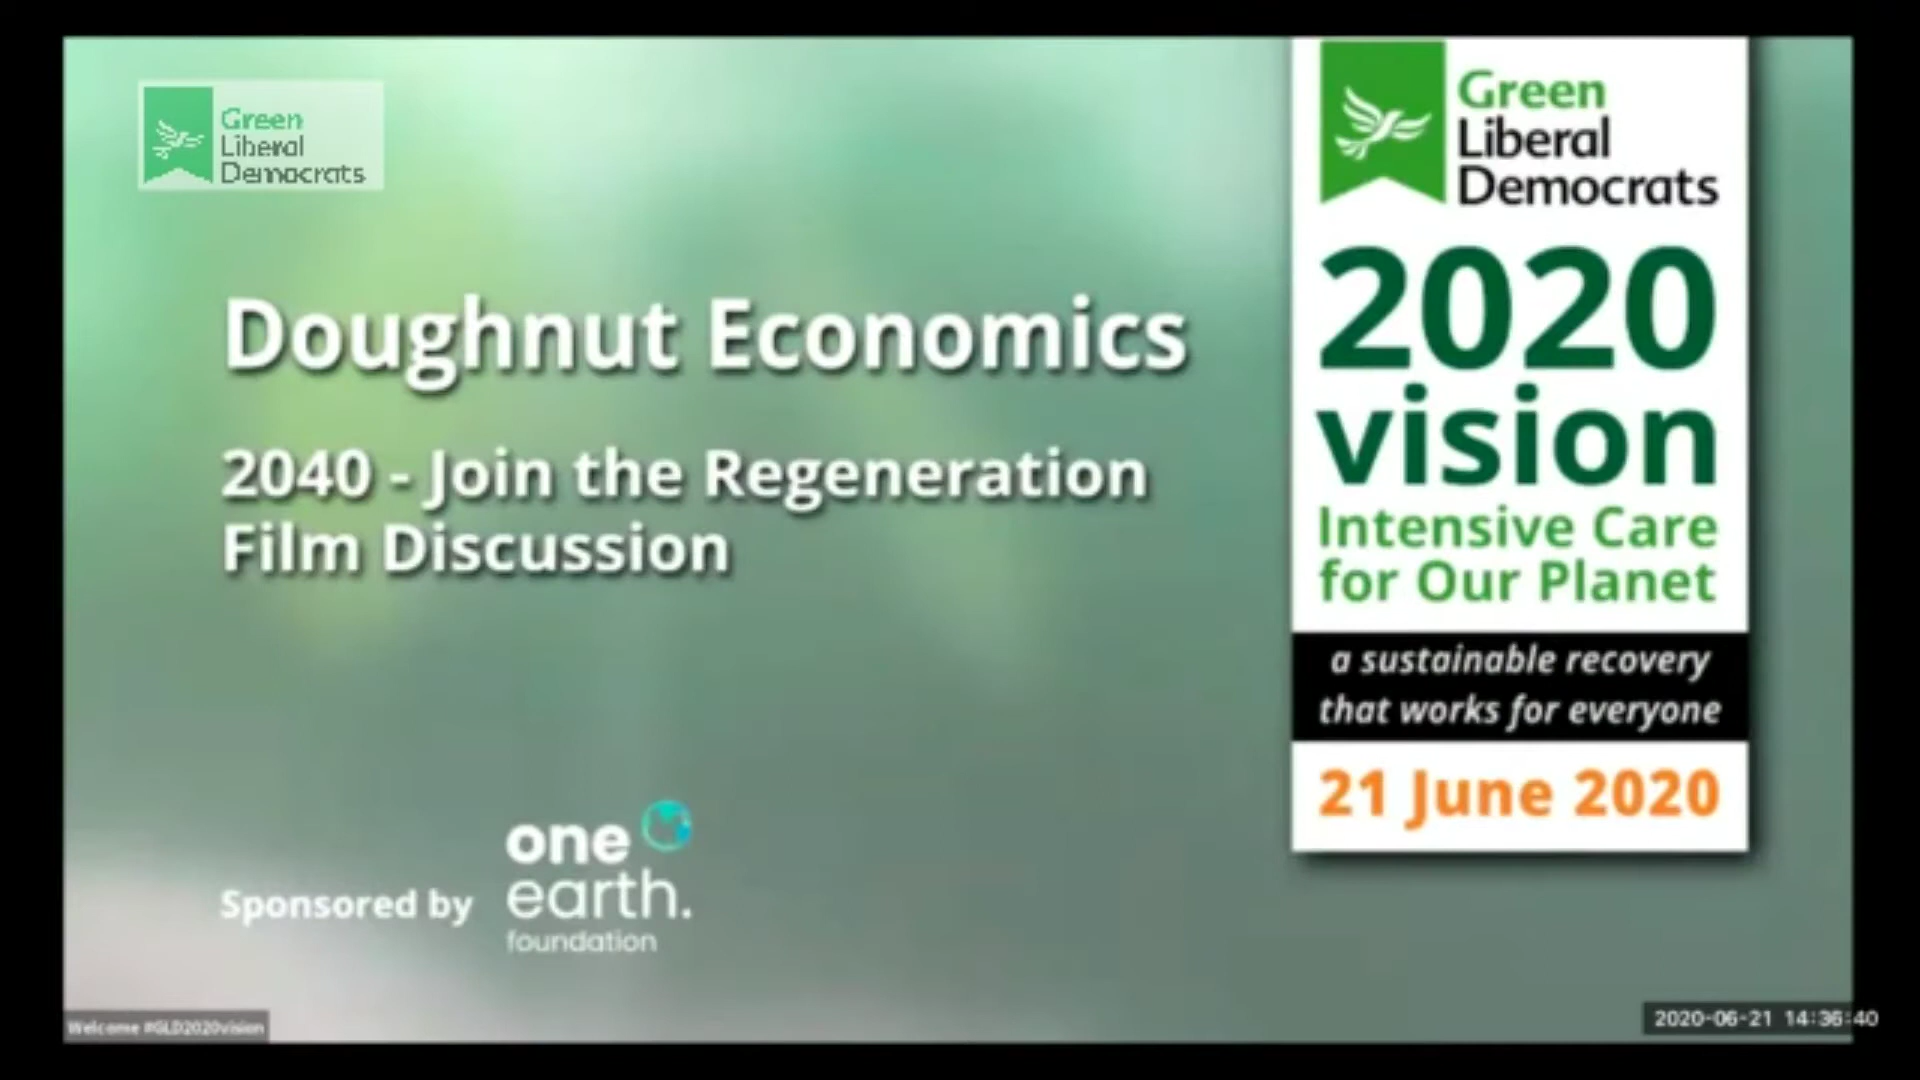 Green
Liberal
Democrats
Doughnut Economics
2040 - Join the Regeneration
Film Discussion
Sponsored by
one
earth.
foundation
Green
Liberal
Democrats
2020
vision
Intensive Care
for Our Planet
a sustainable recovery
that works for everyone
21 June 2020
Welcome #GLD2020vision
2020-06-21 14:36:40